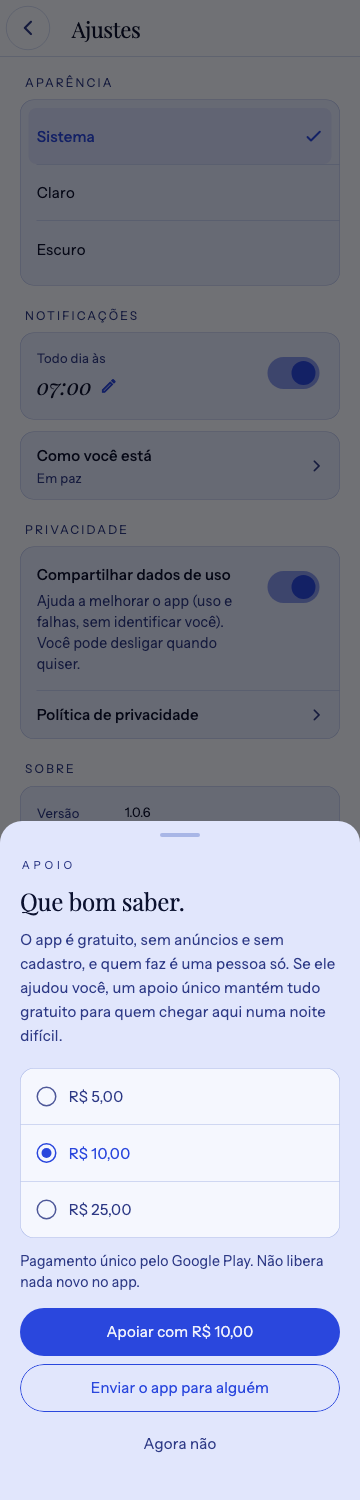 Ajustes
APARÊNCIA
Sistema
Claro
Escuro
NOTIFICAÇÕES
Todo dia às
07:00
Como você está
Em paz
PRIVACIDADE
Compartilhar dados de uso
Ajuda a melhorar o app (uso e
falhas, sem identificar você).
Você pode desligar quando
quiser.
Política de privacidade
SOBRE
Versão 1.0.6
APOIO
Que bom saber.
O app é gratuito, sem anúncios e sem
cadastro, e quem faz é uma pessoa só. Se ele
ajudou você, um apoio único mantém tudo
gratuito para quem chegar aqui numa noite
difícil.
R$ 5,00
R$ 10,00
R$ 25,00
Pagamento único pelo Google Play. Não libera
nada novo no app.
Apoiar com R$ 10,00
Enviar o app para alguém
Agora não